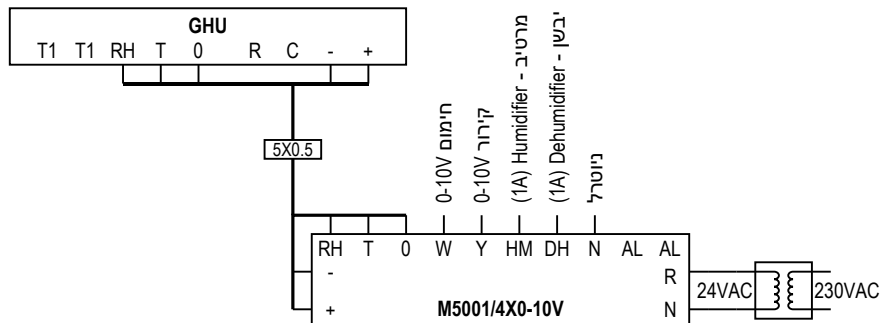 GHU
T1 T1 RH T 0 R C - +
5X0.5
0-10V חימום
0-10V קירור
(1A) Humidifier - מרטיב
(1A) Dehumidifier - יבשן
ניוטרל
RH T 0 W Y HM DH N AL AL
- R
24VAC 230VAC
+ M5001/4X0-10V N